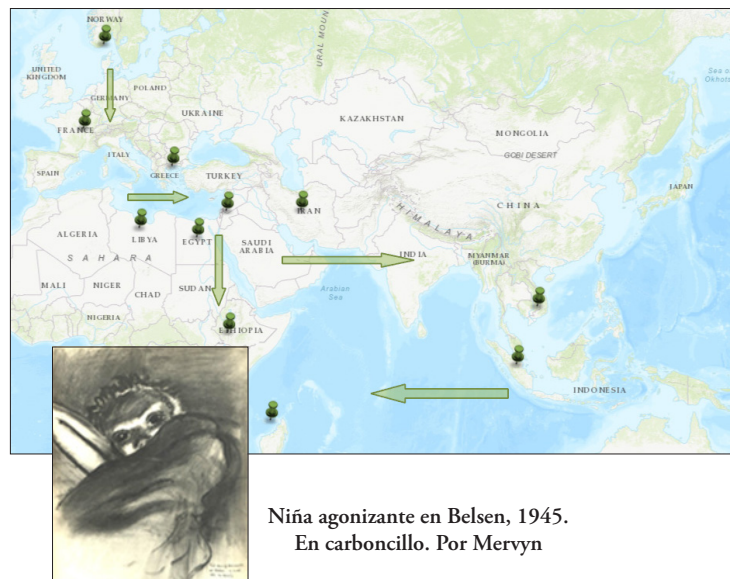 NORWAY
URAL MOUN
Sea of
Okhots
UNITED
KINGDOM
GERMANY
POLAND
UKRAINE
KAZAKHSTAN
FRANCE
MONGOLIA
GOBI DESERT
ITALY
SPAIN
GREECE
TURKEY
JAPAN
IRAN
CHINA
HIMALAYA
ALGERIA
LIBYA
EGYPT
SAUDI
ARABIA
INDIA
MYANMAR
(BURMA)
SAHARA
MALI
NIGER
CHAD
SUDAN
Arabian
Sea
NIGERIA
ETHIOPIA
INDONESIA
Niña agonizante en Belsen, 1945.
En carboncillo. Por Mervyn